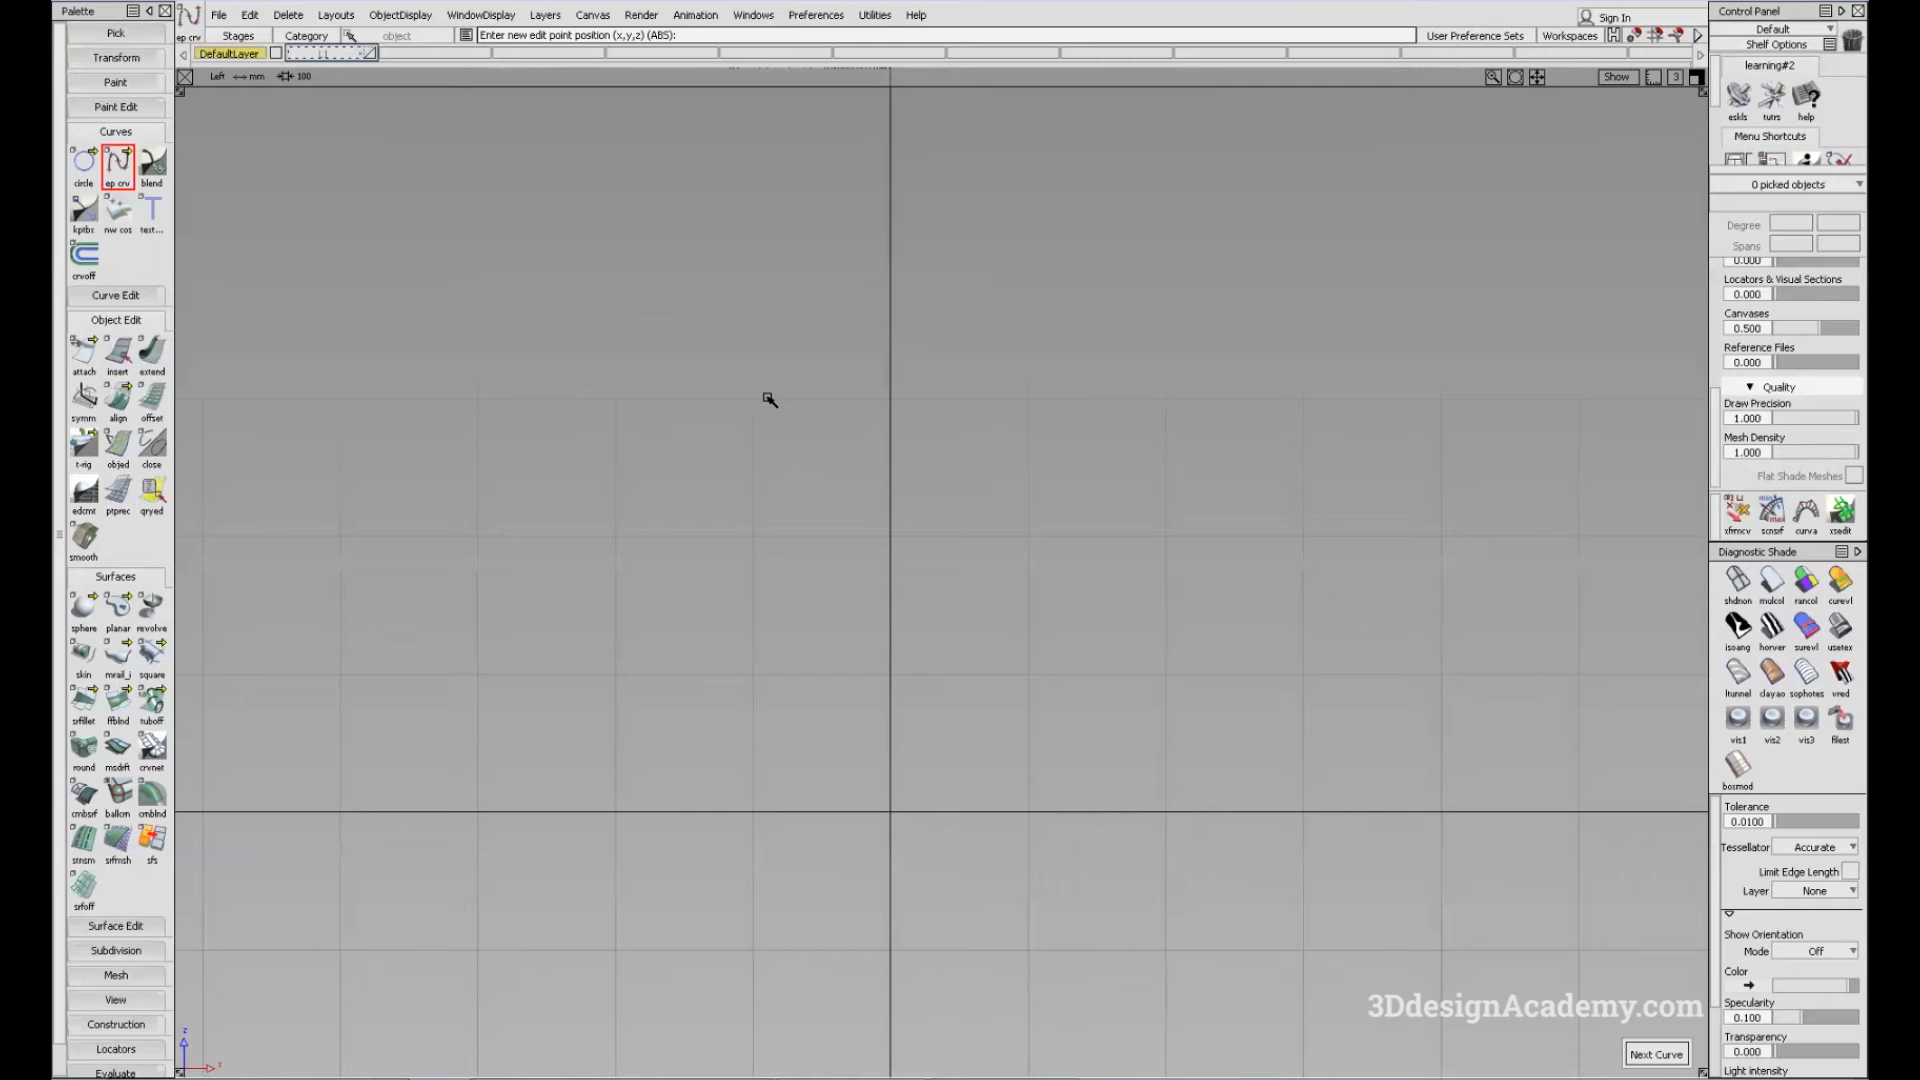 Palette
Pick
Transform
Paint
Paint Edit
Curves
circle ep crv blend
kptbx nw cos text...
crvoff
Curve Edit
Object Edit
attach insert extend
symm align offset
t-rig objed close
edcmt ptprec qryed
smooth
Surfaces
sphere planar revolve
skin mrail_i square
srfillet ffblnd tuboff
round msdrft crvnet
cmbsrf ballcrn cmblnd
stnsm srfmsh sfs
srfoff
Surface Edit
Subdivision
Mesh
View
Construction
Locators
Evaluate
File Edit Delete Layouts ObjectDisplay WindowDisplay Layers Canvas Render Animation Windows Preferences Utilities Help
Sign In
ep crv Stages Category object Enter new edit point position (x,y,z) (ABS): User Preference Sets Workspaces
DefaultLayer
Left mm 100 Show 3
z
3DdesignAcademy.com
Next Curve
Control Panel
Default
Shelf Options
learning#2
eskls tutrs help
Menu Shortcuts
0 picked objects
Degree
Spans
0.000
Locators & Visual Sections
0.000
Canvases
0.500
Reference Files
0.000
Quality
Draw Precision
1.000
Mesh Density
1.000
Flat Shade Meshes
xfrmcv scnsrf curva xsedit
Diagnostic Shade
shdnon mulcol rancol curevl
isoang horver surevl usetex
ltunnel clayao sophotes vred
vis1 vis2 vis3 filest
boxmod
Tolerance
0.0100
Tessellator Accurate
Limit Edge Length
Layer None
Show Orientation
Mode Off
Color
Specularity
0.100
Transparency
0.000
Light intensity